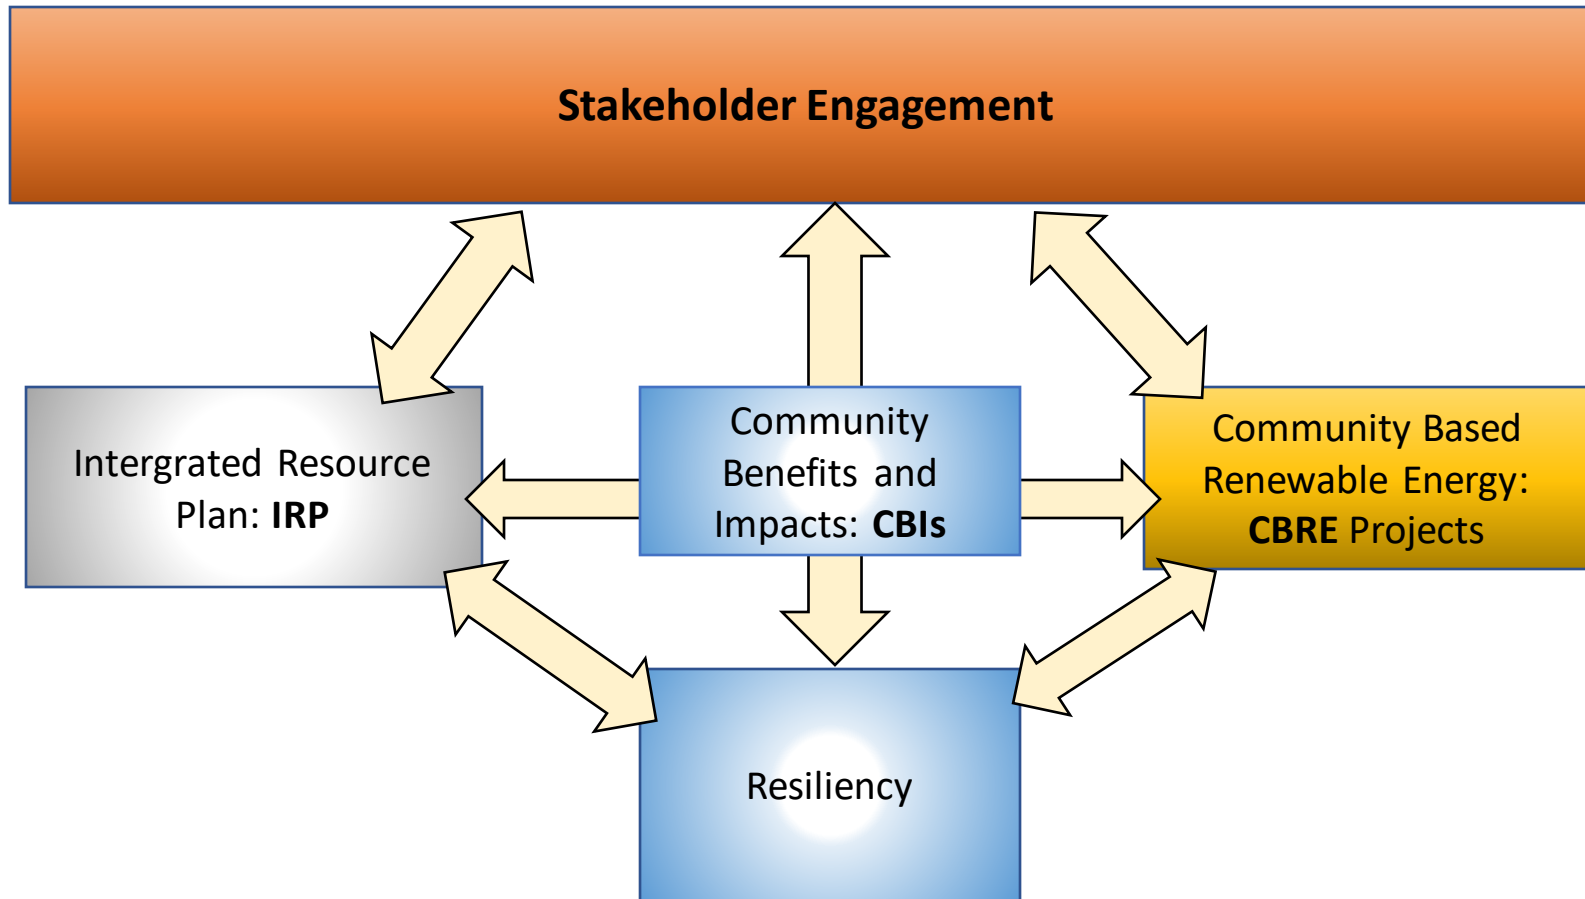 Stakeholder Engagement
Intergrated Resource
Plan: IRP
Community
Benefits and
Impacts: CBIs
Community Based
Renewable Energy:
CBRE Projects
Resiliency